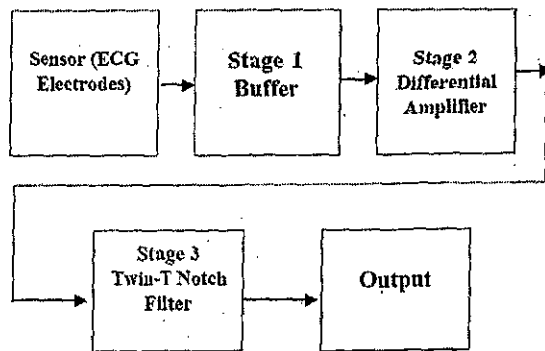 Sensor (ECG
Electrodes)
Stage 1
Buffer
Stage 2
Differential
Amplifier
Stage 3
Twin-T Notch
Filter
Output